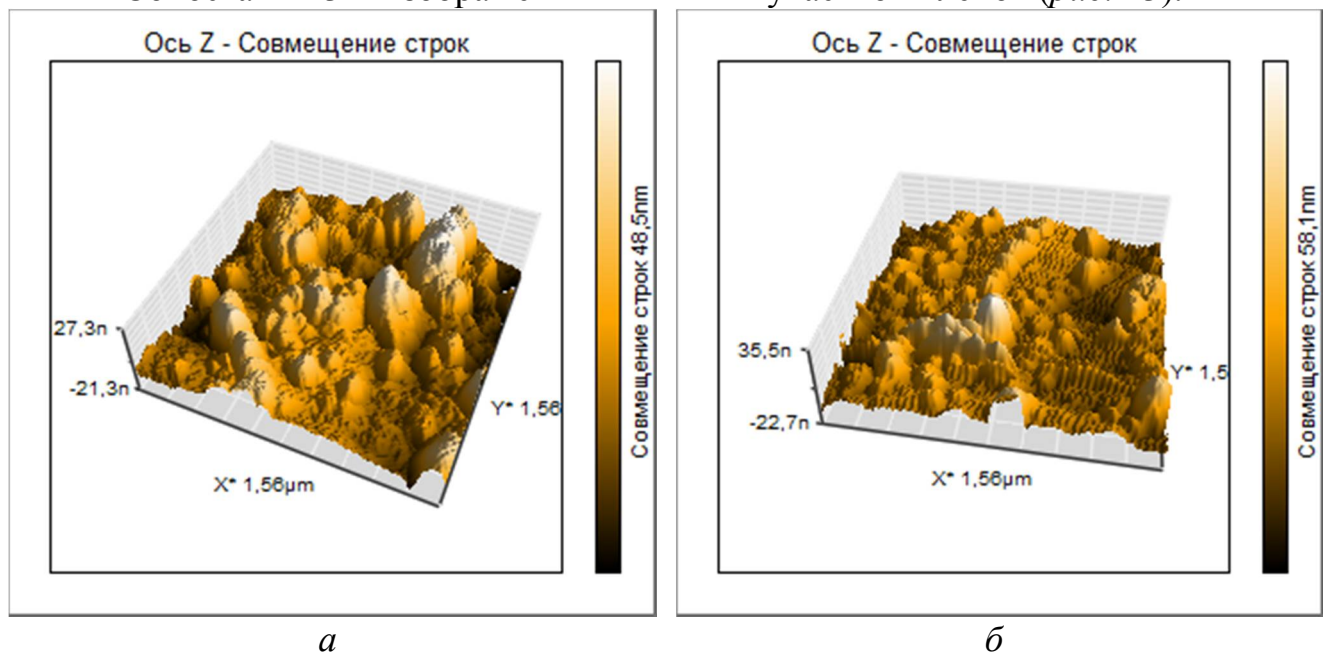 Ось Z - Совмещение строк
27,3n
-21,3n
Y* 1,56
X* 1,56µm
Совмещение строк 48,5nm
а
Ось Z - Совмещение строк
35,5n
-22,7n
Y* 1,5
X* 1,56µm
Совмещение строк 58,1nm
б